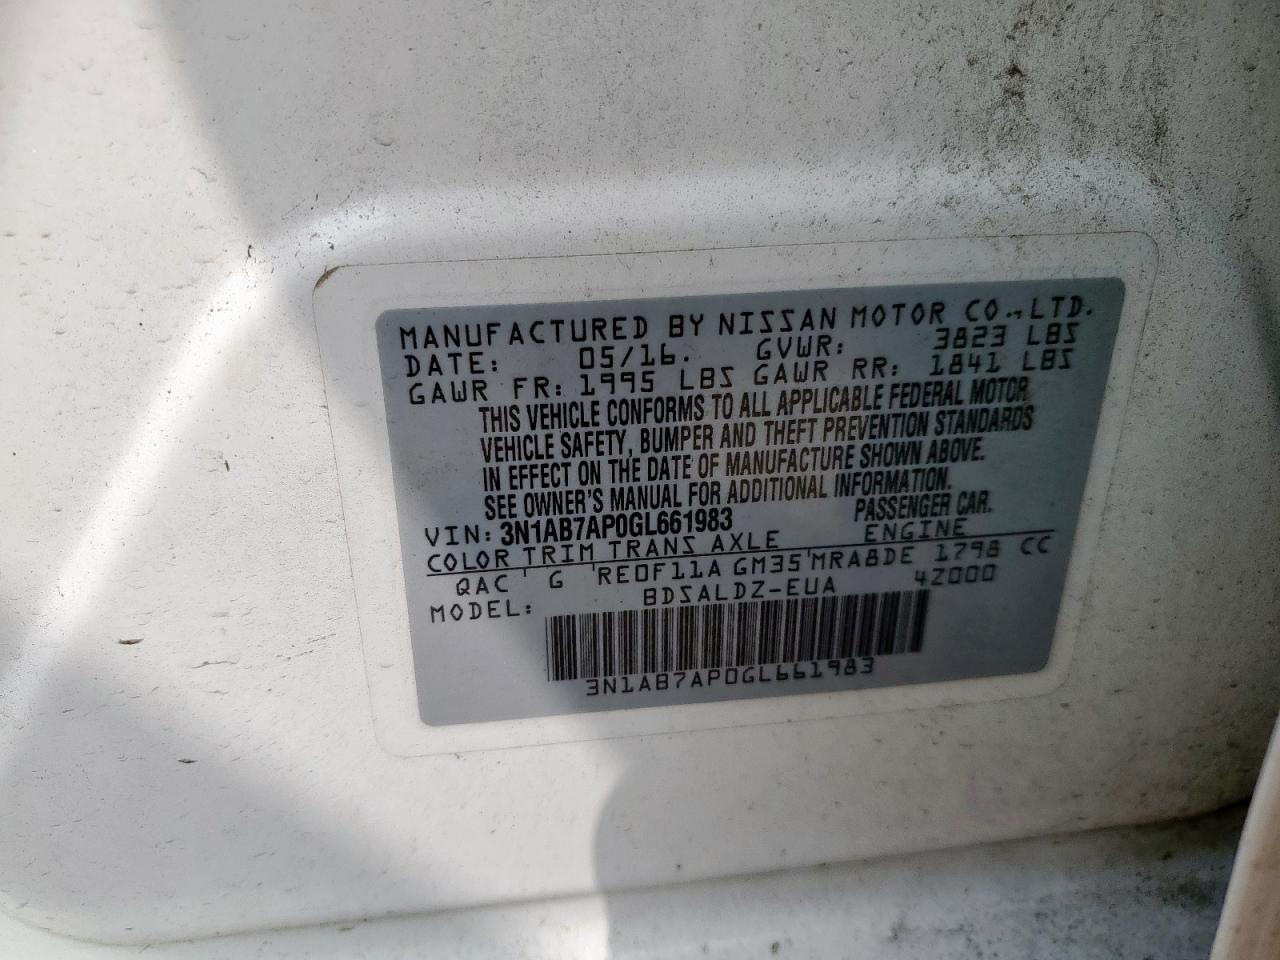 MANUFACTURED BY NISSAN MOTOR CO., LTD.
DATE: 05/16. GVWR: 3823 LBS
GAWR FR: 1995 LBS GAWR RR: 1841 LBS
THIS VEHICLE CONFORMS TO ALL APPLICABLE FEDERAL MOTOR
VEHICLE SAFETY, BUMPER AND THEFT PREVENTION STANDARDS
IN EFFECT ON THE DATE OF MANUFACTURE SHOWN ABOVE.
SEE OWNER'S MANUAL FOR ADDITIONAL INFORMATION.
VIN: 3N1AB7AP0GL661983 PASSENGER CAR.
COLOR TRIM TRANS AXLE ENGINE
QAC G RE0F11A GM35 MRA8DE 1798 CC
MODEL: BDSALDZ-EUA 4Z000
3N1AB7AP0GL661983